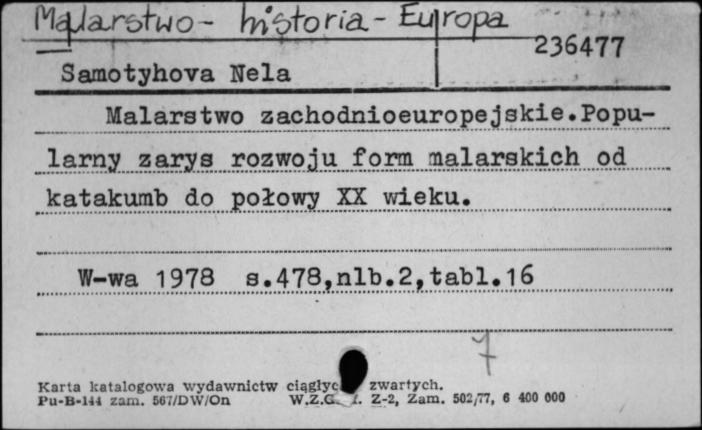 Malarstwo - historia - Europa
236477
Samotyhova Nela
Malarstwo zachodnioeuropejskie.Popu-
larny zarys rozwoju form malarskich od
katakumb do połowy XX wieku.
W-wa 1978 s.478,nlb.2,tabl.16
7
Karta katalogowa wydawnictw zwartych.
Pu-B-144 zam. 567/DW/On W.Z.G. Z-2, Zam. 502/77, 6 400 000